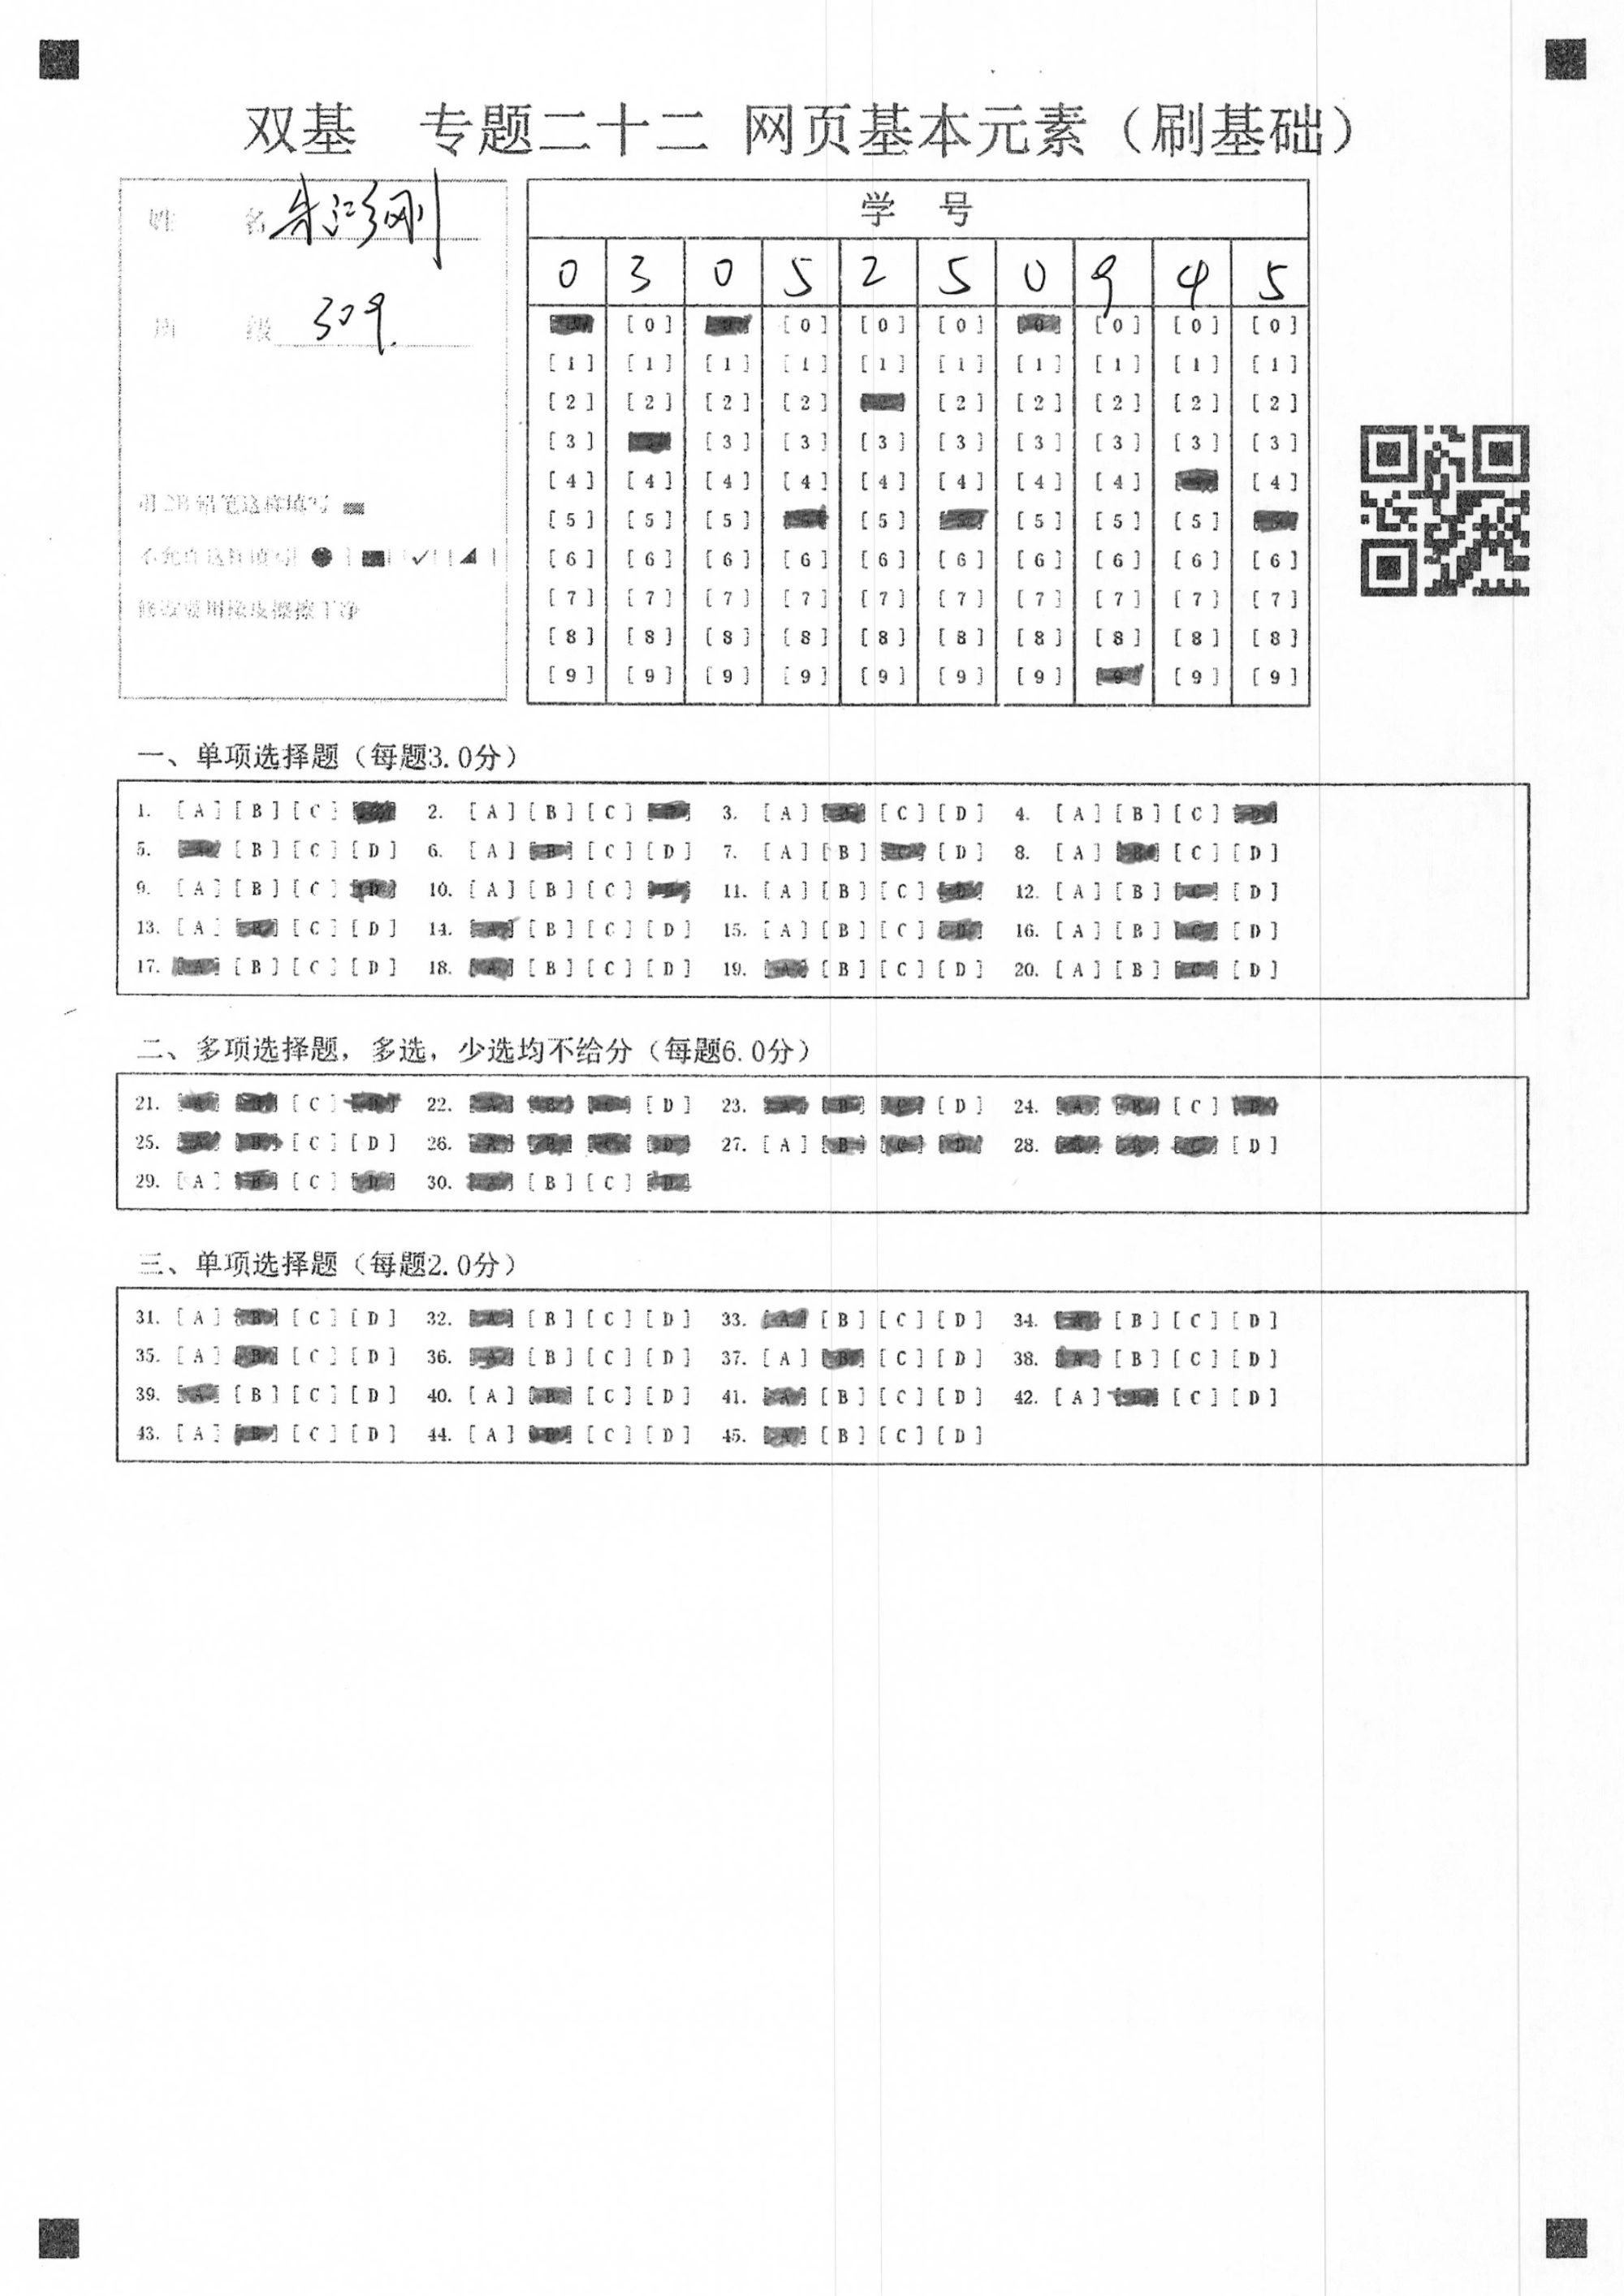 双基 专题二十二 网页基本元素（刷基础）
姓 名 朱江彭刚
级 309.
用2B铅笔这样填写
不允许这样填写
修改要用橡皮擦擦干净
学 号
0 3 0 5 2 5 0 9 4 5
[0] [0] [0] [0] [0] [0] [0]
[1] [1] [1] [1] [1] [1] [1] [1] [1] [1]
[2] [2] [2] [2] [2] [2] [2] [2] [2]
[3] [3] [3] [3] [3] [3] [3] [3] [3]
[4] [4] [4] [4] [4] [4] [4] [4] [4]
[5] [5] [5] [5] [5] [5] [5]
[6] [6] [6] [6] [6] [6] [6] [6] [6] [6]
[7] [7] [7] [7] [7] [7] [7] [7] [7] [7]
[8] [8] [8] [8] [8] [8] [8] [8] [8] [8]
[9] [9] [9] [9] [9] [9] [9] [9] [9]
一、单项选择题（每题3.0分）
1. [A] [B] [C] 2. [A] [B] [C] 3. [A] [C] [D] 4. [A] [B] [C]
5. [B] [C] [D] 6. [A] [C] [D] 7. [A] [B] [D] 8. [A] [C] [D]
9. [A] [B] [C] 10. [A] [B] [C] 11. [A] [B] [C] 12. [A] [B] [D]
13. [A] [C] [D] 14. [B] [C] [D] 15. [A] [B] [C] 16. [A] [B] [D]
17. [B] [C] [D] 18. [B] [C] [D] 19. [B] [C] [D] 20. [A] [B] [D]
二、多项选择题，多选，少选均不给分（每题6.0分）
21. [C] 22. [D] 23. [D] 24. [C]
25. [C] [D] 26. 27. [A] 28. [D]
29. [A] [C] 30. [B] [C]
三、单项选择题（每题2.0分）
31. [A] [C] [D] 32. [B] [C] [D] 33. [B] [C] [D] 34. [B] [C] [D]
35. [A] [C] [D] 36. [B] [C] [D] 37. [A] [C] [D] 38. [B] [C] [D]
39. [B] [C] [D] 40. [A] [C] [D] 41. [B] [C] [D] 42. [A] [C] [D]
43. [A] [C] [D] 44. [A] [C] [D] 45. [B] [C] [D]